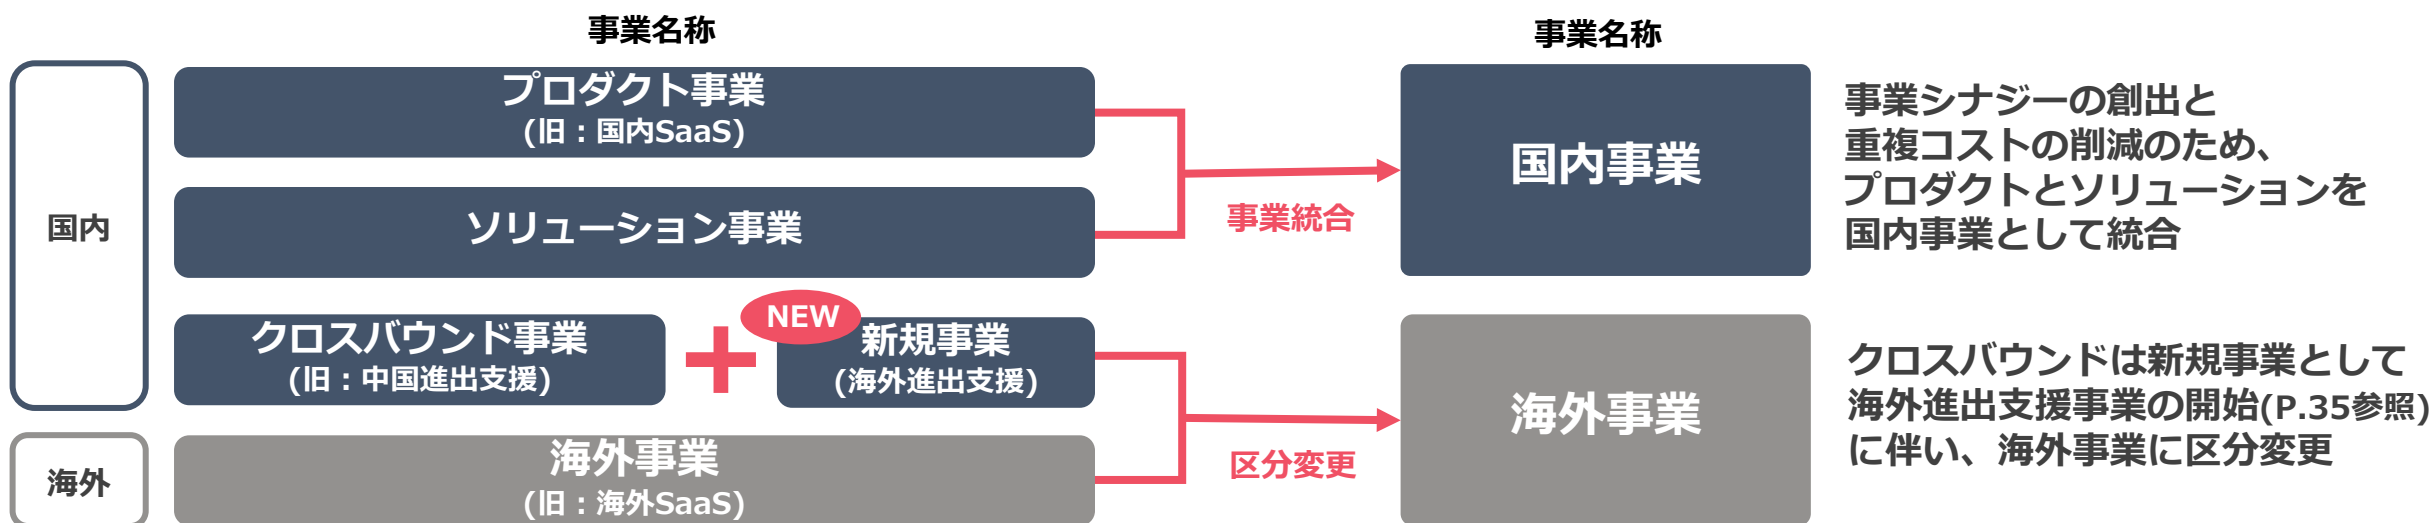 事業名称
事業名称
国内
プロダクト事業
(旧：国内SaaS)
ソリューション事業
クロスバウンド事業
(旧：中国進出支援)
NEW
新規事業
(海外進出支援)
海外
海外事業
(旧：海外SaaS)
事業統合
区分変更
国内事業
海外事業
事業シナジーの創出と
重複コストの削減のため、
プロダクトとソリューションを
国内事業として統合
クロスバウンドは新規事業として
海外進出支援事業の開始(P.35参照)
に伴い、海外事業に区分変更